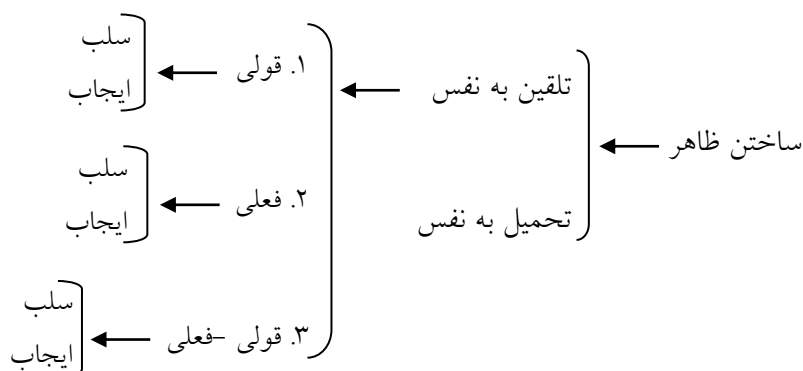 ساختن ظاهر
تلقین به نفس
تحمیل به نفس
۱. قولی
سلب
ایجاب
۲. فعلی
سلب
ایجاب
۳. قولی -فعلی
سلب
ایجاب